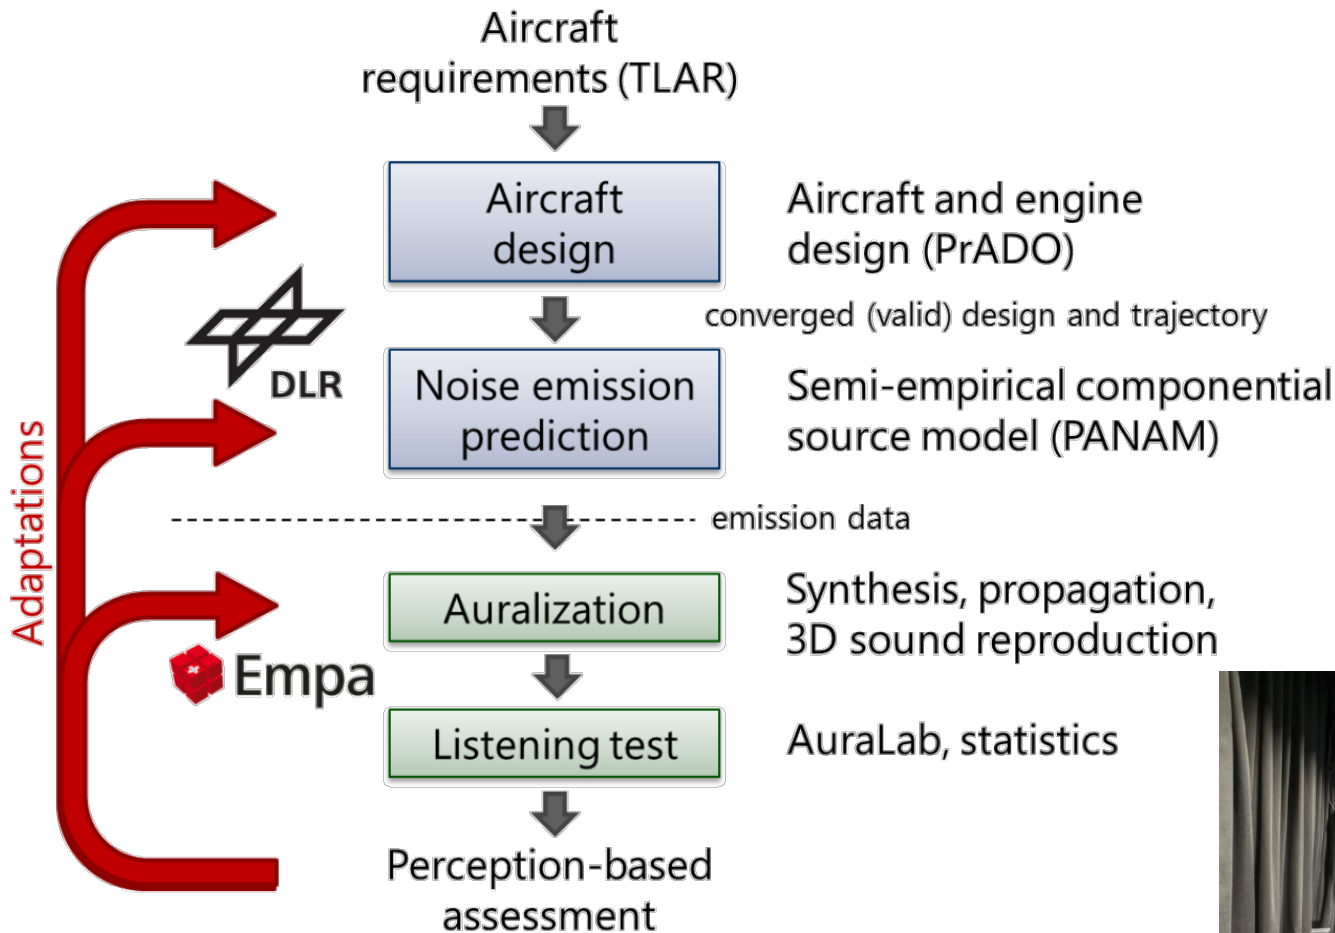 Aircraft
requirements (TLAR)
Aircraft
design
Aircraft and engine
design (PrADO)
converged (valid) design and trajectory
DLR
Noise emission
prediction
Semi-empirical componential
source model (PANAM)
Adaptations
emission data
Auralization
Synthesis, propagation,
3D sound reproduction
Empa
Listening test
AuraLab, statistics
Perception-based
assessment